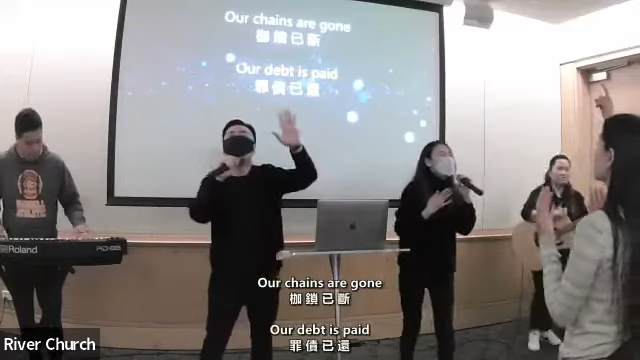 Our chains are gone
枷鎖已斷
Our debt is paid
罪債已還
Roland
Our chains are gone
枷鎖已斷
Our debt is paid
罪債已還
River Church